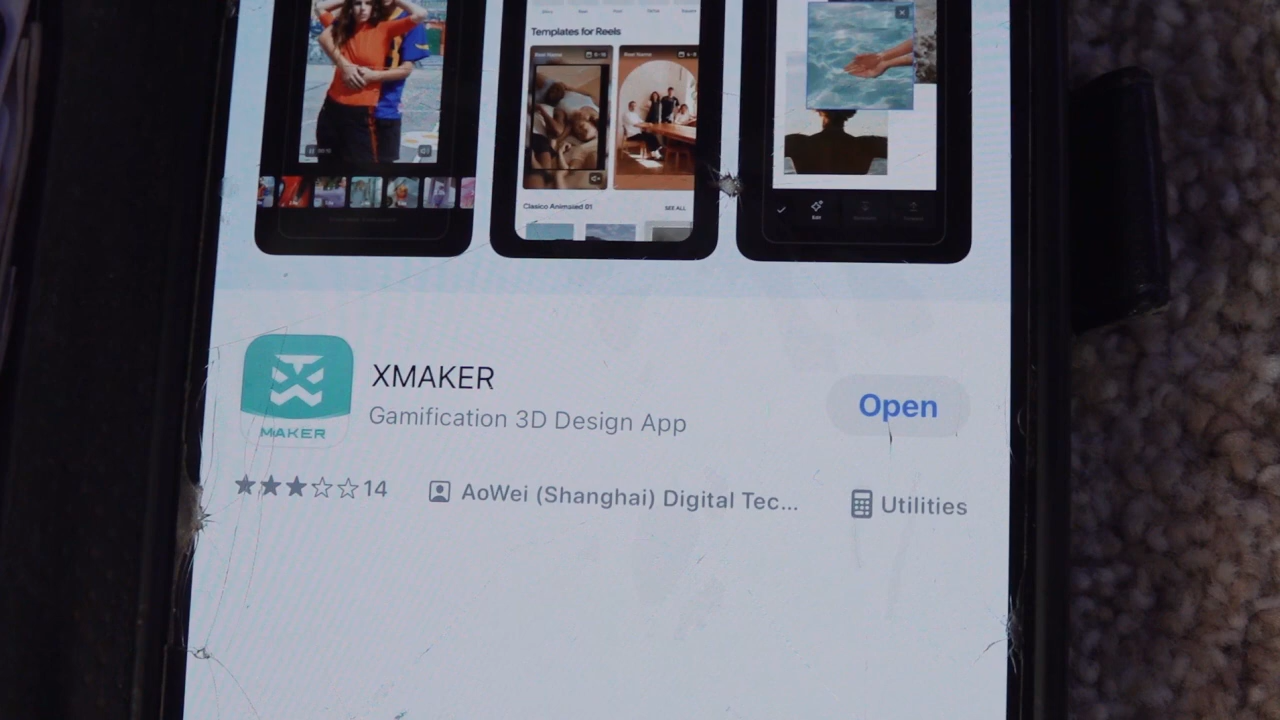 Templates for Reels
Clasico Animated 01
SEE ALL
Edit
XMAKER
Gamification 3D Design App
Open
MAKER
14
AoWei (Shanghai) Digital Tec...
Utilities